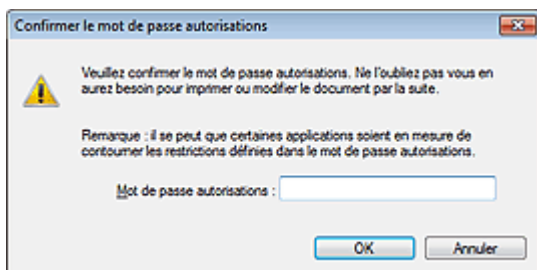 Confirmer le mot de passe autorisations
Veuillez confirmer le mot de passe autorisations. Ne l'oubliez pas vous en
aurez besoin pour imprimer ou modifier le document par la suite.
Remarque : il se peut que certaines applications soient en mesure de
contourner les restrictions définies dans le mot de passe autorisations.
Mot de passe autorisations :
OK Annuler